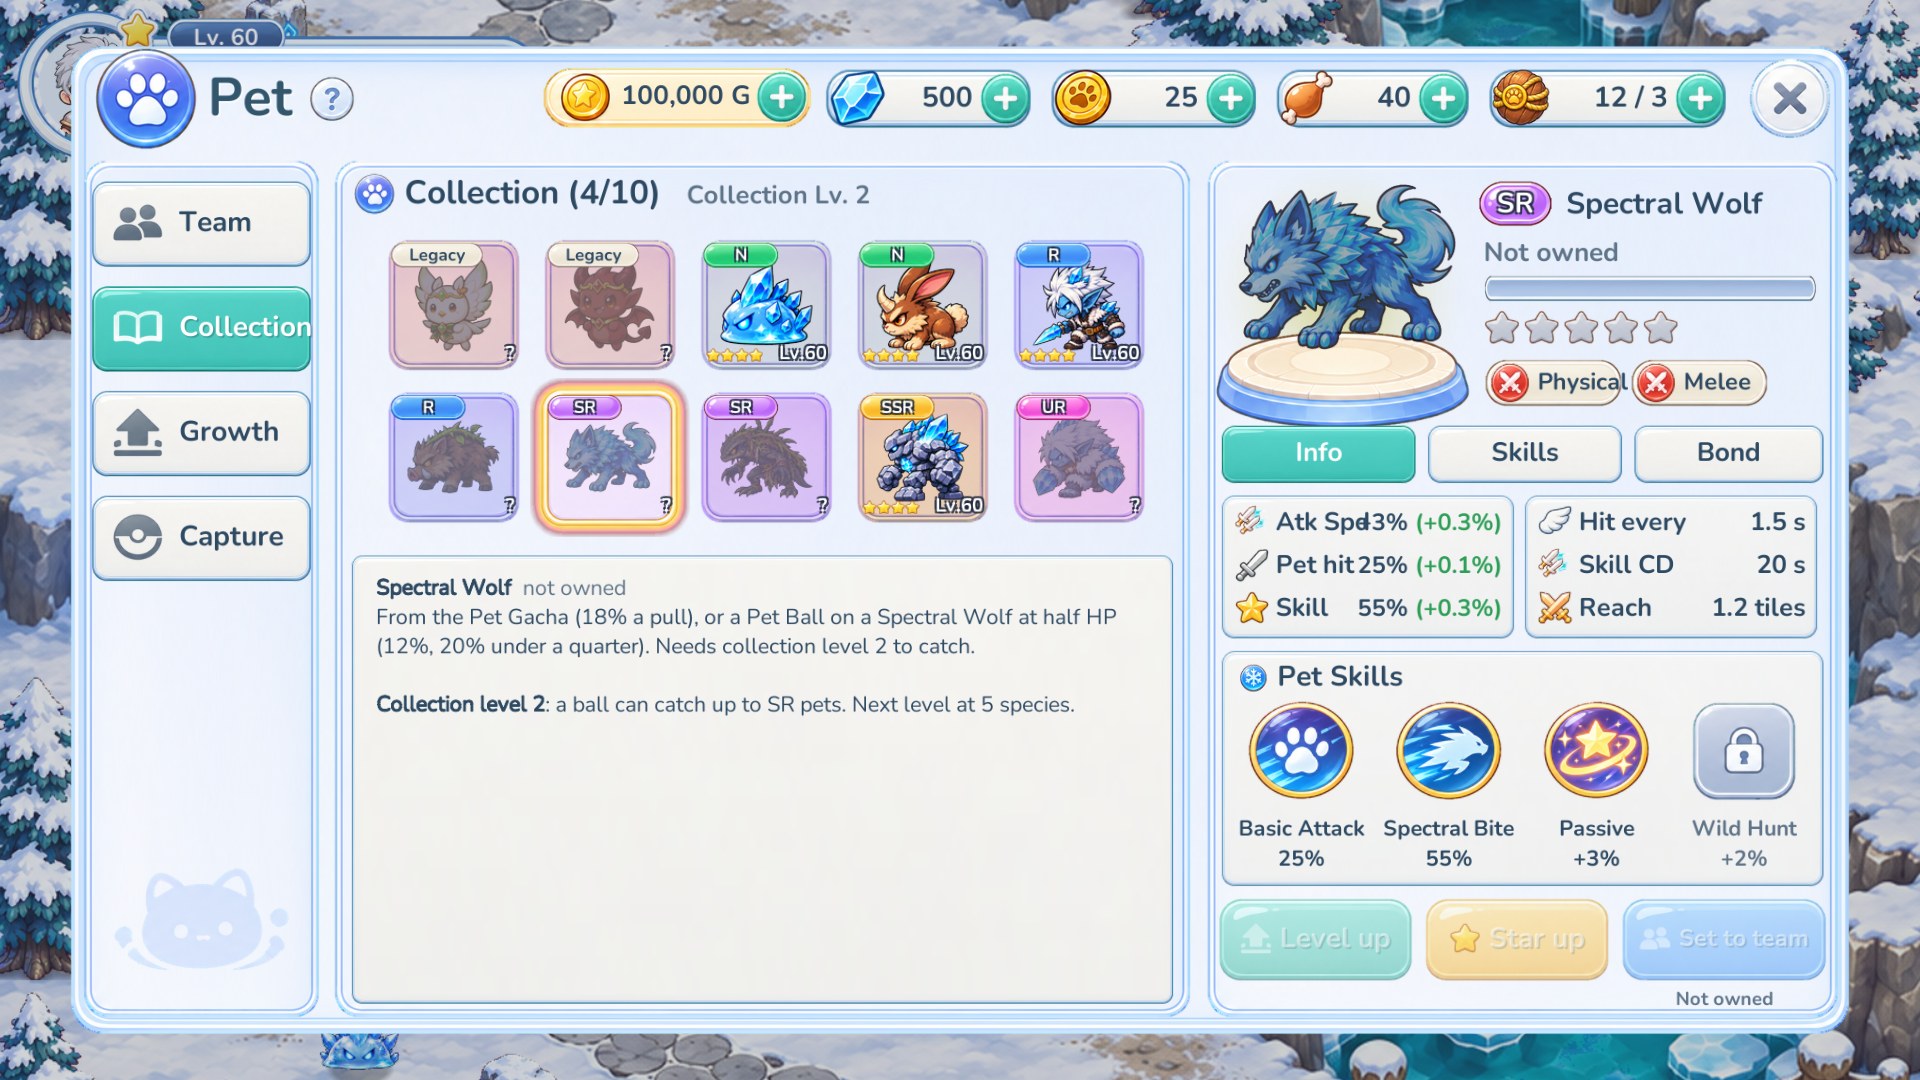 Lv. 60
Pet
?
100,000 G
500
25
40
12 / 3
Team
Collection
Growth
Capture
Collection (4/10)
Collection Lv. 2
Legacy
?
Legacy
?
N
Lv.60
N
Lv.60
R
Lv.60
R
?
SR
?
SR
?
SSR
Lv.60
UR
?
Spectral Wolf not owned
From the Pet Gacha (18% a pull), or a Pet Ball on a Spectral Wolf at half HP
(12%, 20% under a quarter). Needs collection level 2 to catch.
Collection level 2: a ball can catch up to SR pets. Next level at 5 species.
SR Spectral Wolf
Not owned
Physical
Melee
Info
Skills
Bond
Atk Spe 3% (+0.3%)
Pet hit 25% (+0.1%)
Skill 55% (+0.3%)
Hit every 1.5 s
Skill CD 20 s
Reach 1.2 tiles
Pet Skills
Basic Attack
25%
Spectral Bite
55%
Passive
+3%
Wild Hunt
+2%
Level up
Star up
Set to team
Not owned